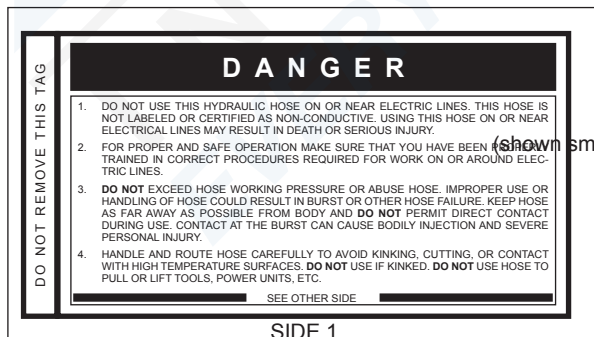 DO NOT REMOVE THIS TAG
DANGER
1. DO NOT USE THIS HYDRAULIC HOSE ON OR NEAR ELECTRIC LINES. THIS HOSE IS
NOT LABELED OR CERTIFIED AS NON-CONDUCTIVE. USING THIS HOSE ON OR NEAR
ELECTRICAL LINES MAY RESULT IN DEATH OR SERIOUS INJURY.
2. FOR PROPER AND SAFE OPERATION MAKE SURE THAT YOU HAVE BEEN
(shown sm
TRAINED IN CORRECT PROCEDURES REQUIRED FOR WORK ON OR AROUND ELEC-
TRIC LINES.
3. DO NOT EXCEED HOSE WORKING PRESSURE OR ABUSE HOSE. IMPROPER USE OR
HANDLING OF HOSE COULD RESULT IN BURST OR OTHER HOSE FAILURE. KEEP HOSE
AS FAR AWAY AS POSSIBLE FROM BODY AND DO NOT PERMIT DIRECT CONTACT
DURING USE. CONTACT AT THE BURST CAN CAUSE BODILY INJECTION AND SEVERE
PERSONAL INJURY.
4. HANDLE AND ROUTE HOSE CAREFULLY TO AVOID KINKING, CUTTING, OR CONTACT
WITH HIGH TEMPERATURE SURFACES. DO NOT USE IF KINKED. DO NOT USE HOSE TO
PULL OR LIFT TOOLS, POWER UNITS, ETC.
SEE OTHER SIDE
SIDE 1